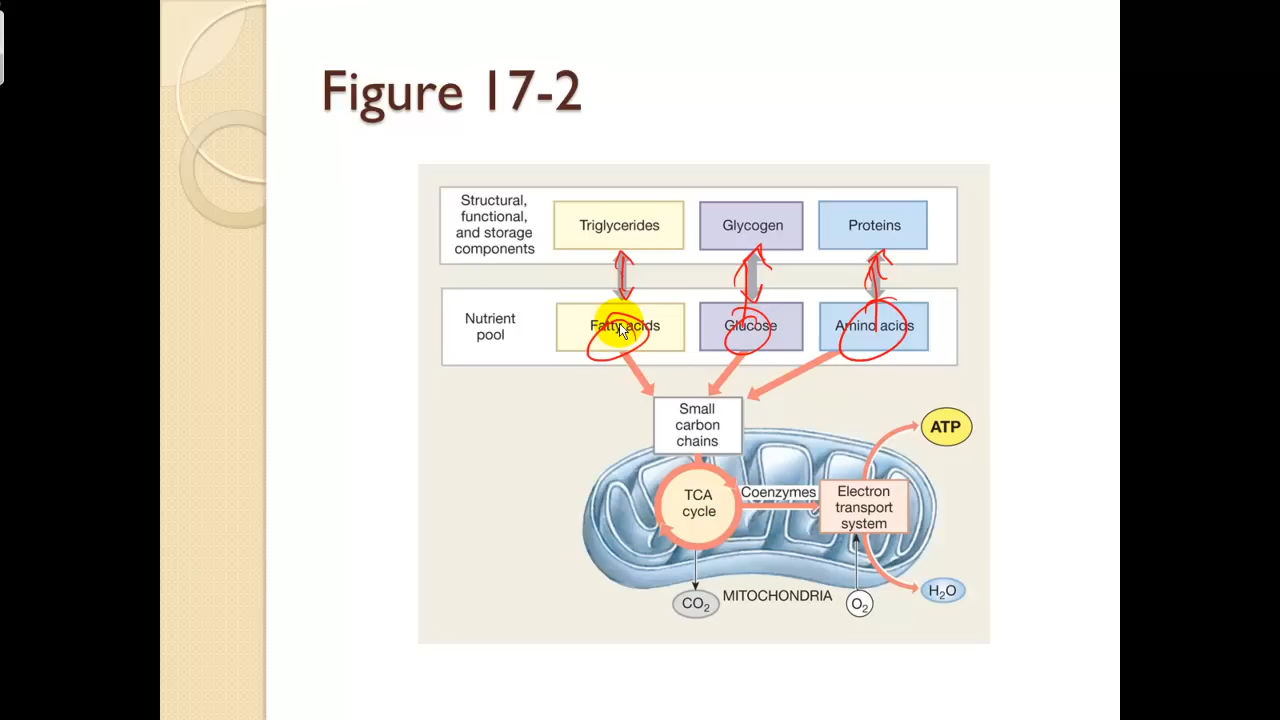 Figure 17-2
Structural,
functional,
and storage
components
Triglycerides
Glycogen
Proteins
Nutrient
pool
Fatty acids
Glucose
Amino acids
Small
carbon
chains
ATP
TCA
cycle
Coenzymes
Electron
transport
system
CO2
MITOCHONDRIA
O2
H2O